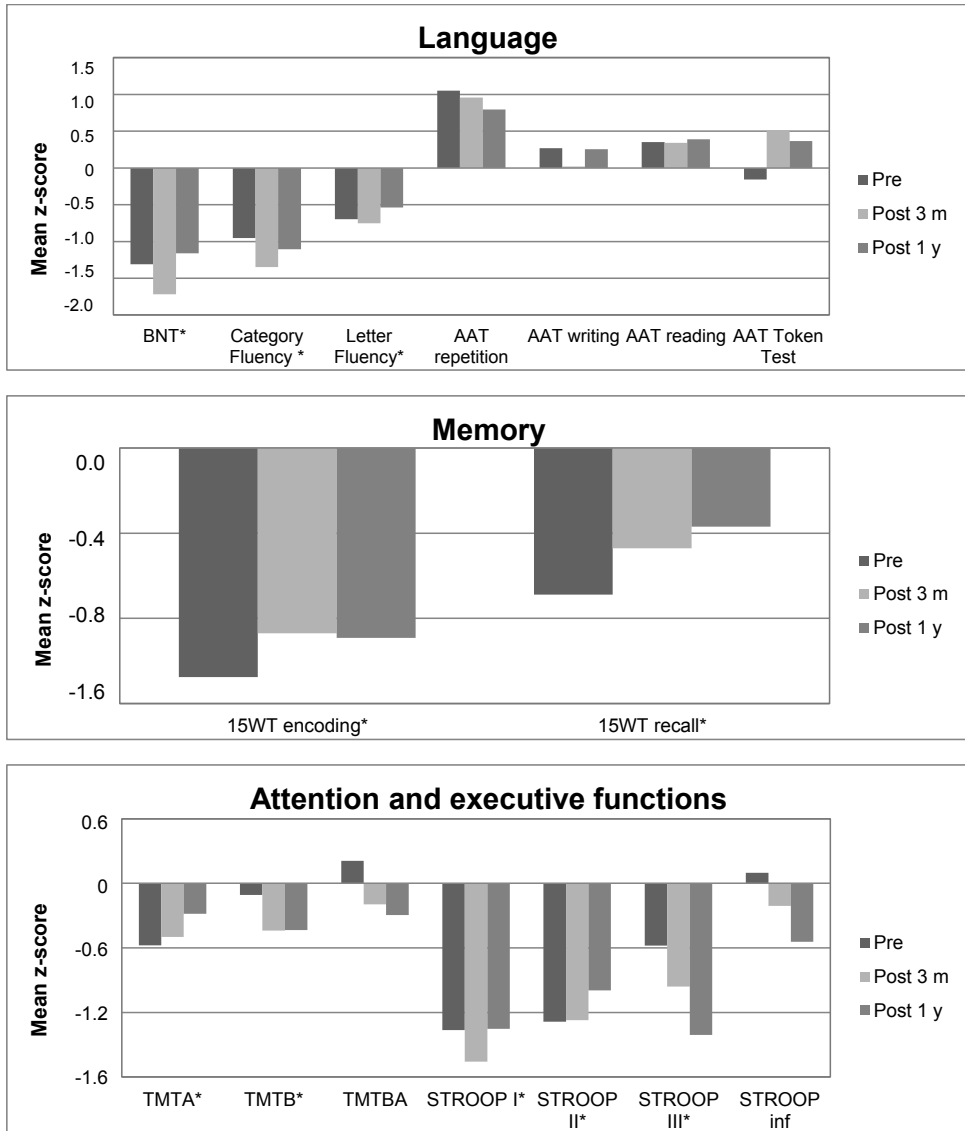 Language
1.5
1.0
0.5
0
-0.5
-1.0
-1.5
-2.0
Mean z-score
BNT*
Category
Fluency *
Letter
Fluency*
AAT
repetition
AAT writing
AAT reading
AAT Token
Test
Pre
Post 3 m
Post 1 y
Memory
0.0
-0.4
-0.8
-1.6
Mean z-score
15WT encoding*
15WT recall*
Pre
Post 3 m
Post 1 y
Attention and executive functions
0.6
0
-0.6
-1.2
-1.6
Mean z-score
TMTA*
TMTB*
TMTBA
STROOP I*
STROOP
II*
STROOP
III*
STROOP
inf
Pre
Post 3 m
Post 1 y